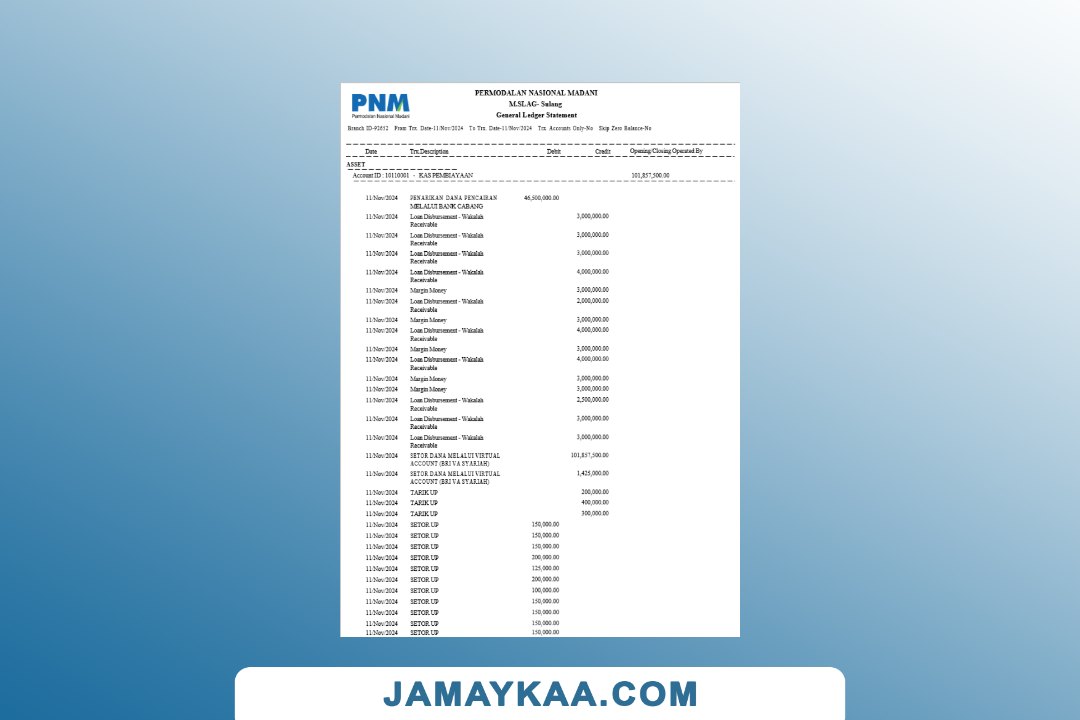 PNM
Permodalan Nasional Madani
PERMODALAN NASIONAL MADANI
M.SLAG- Sulang
General Ledger Statement
Branch ID-92652 From Trx. Date-11/Nov/2024 To Trx. Date-11/Nov/2024 Trx. Accounts Only-No Skip Zero Balance-No
Date Trx.Description Debit Credit Opening/Closing Operated By
ASSET
Account ID : 10110001 - KAS PEMBIAYAAN 101,857,500.00
11/Nov/2024 PENARIKAN DANA PENCAIRAN 46,500,000.00
MELALUI BANK CABANG
11/Nov/2024 Loan Disbursement - Wakalah 3,000,000.00
Receivable
11/Nov/2024 Loan Disbursement - Wakalah 3,000,000.00
Receivable
11/Nov/2024 Loan Disbursement - Wakalah 3,000,000.00
Receivable
11/Nov/2024 Loan Disbursement - Wakalah 4,000,000.00
Receivable
11/Nov/2024 Margin Money 3,000,000.00
11/Nov/2024 Loan Disbursement - Wakalah 2,000,000.00
Receivable
11/Nov/2024 Margin Money 3,000,000.00
11/Nov/2024 Loan Disbursement - Wakalah 4,000,000.00
Receivable
11/Nov/2024 Margin Money 3,000,000.00
11/Nov/2024 Loan Disbursement - Wakalah 4,000,000.00
Receivable
11/Nov/2024 Margin Money 3,000,000.00
11/Nov/2024 Margin Money 3,000,000.00
11/Nov/2024 Loan Disbursement - Wakalah 2,500,000.00
Receivable
11/Nov/2024 Loan Disbursement - Wakalah 3,000,000.00
Receivable
11/Nov/2024 Loan Disbursement - Wakalah 3,000,000.00
Receivable
11/Nov/2024 SETOR DANA MELALUI VIRTUAL 101,857,500.00
ACCOUNT (BRI VA SYARIAH)
11/Nov/2024 SETOR DANA MELALUI VIRTUAL 1,425,000.00
ACCOUNT (BRI VA SYARIAH)
11/Nov/2024 TARIK UP 200,000.00
11/Nov/2024 TARIK UP 400,000.00
11/Nov/2024 TARIK UP 300,000.00
11/Nov/2024 SETOR UP 150,000.00
11/Nov/2024 SETOR UP 150,000.00
11/Nov/2024 SETOR UP 150,000.00
11/Nov/2024 SETOR UP 200,000.00
11/Nov/2024 SETOR UP 125,000.00
11/Nov/2024 SETOR UP 200,000.00
11/Nov/2024 SETOR UP 100,000.00
11/Nov/2024 SETOR UP 150,000.00
11/Nov/2024 SETOR UP 150,000.00
11/Nov/2024 SETOR UP 150,000.00
11/Nov/2024 SETOR UP 150,000.00
JAMAYKAA.COM